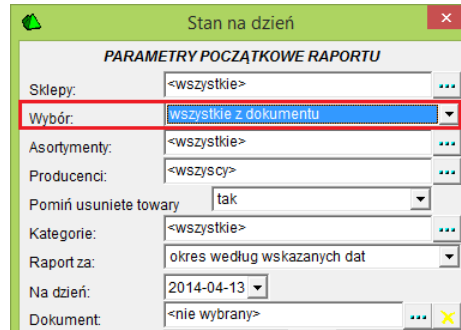 Stan na dzień
PARAMETRY POCZĄTKOWE RAPORTU
Sklepy: <wszystkie>
Wybór: wszystkie z dokumentu
Asortymenty: <wszystkie>
Producenci: <wszyscy>
Pomiń usuniete towary tak
Kategorie: <wszystkie>
Raport za: okres według wskazanych dat
Na dzień: 2014-04-13
Dokument: <nie wybrany>